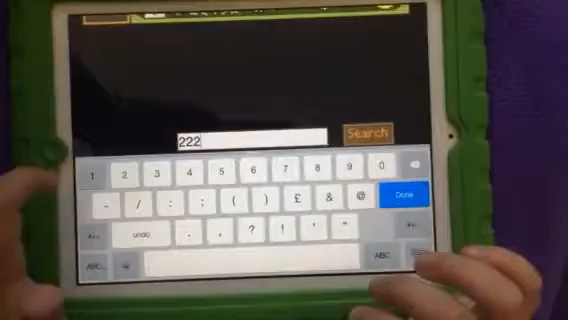 222 Search
1 2 3 4 5 6 7 8 9 0
- / : ; ( ) £ & @ Done
undo . , ? ! ' "
ABC ABC